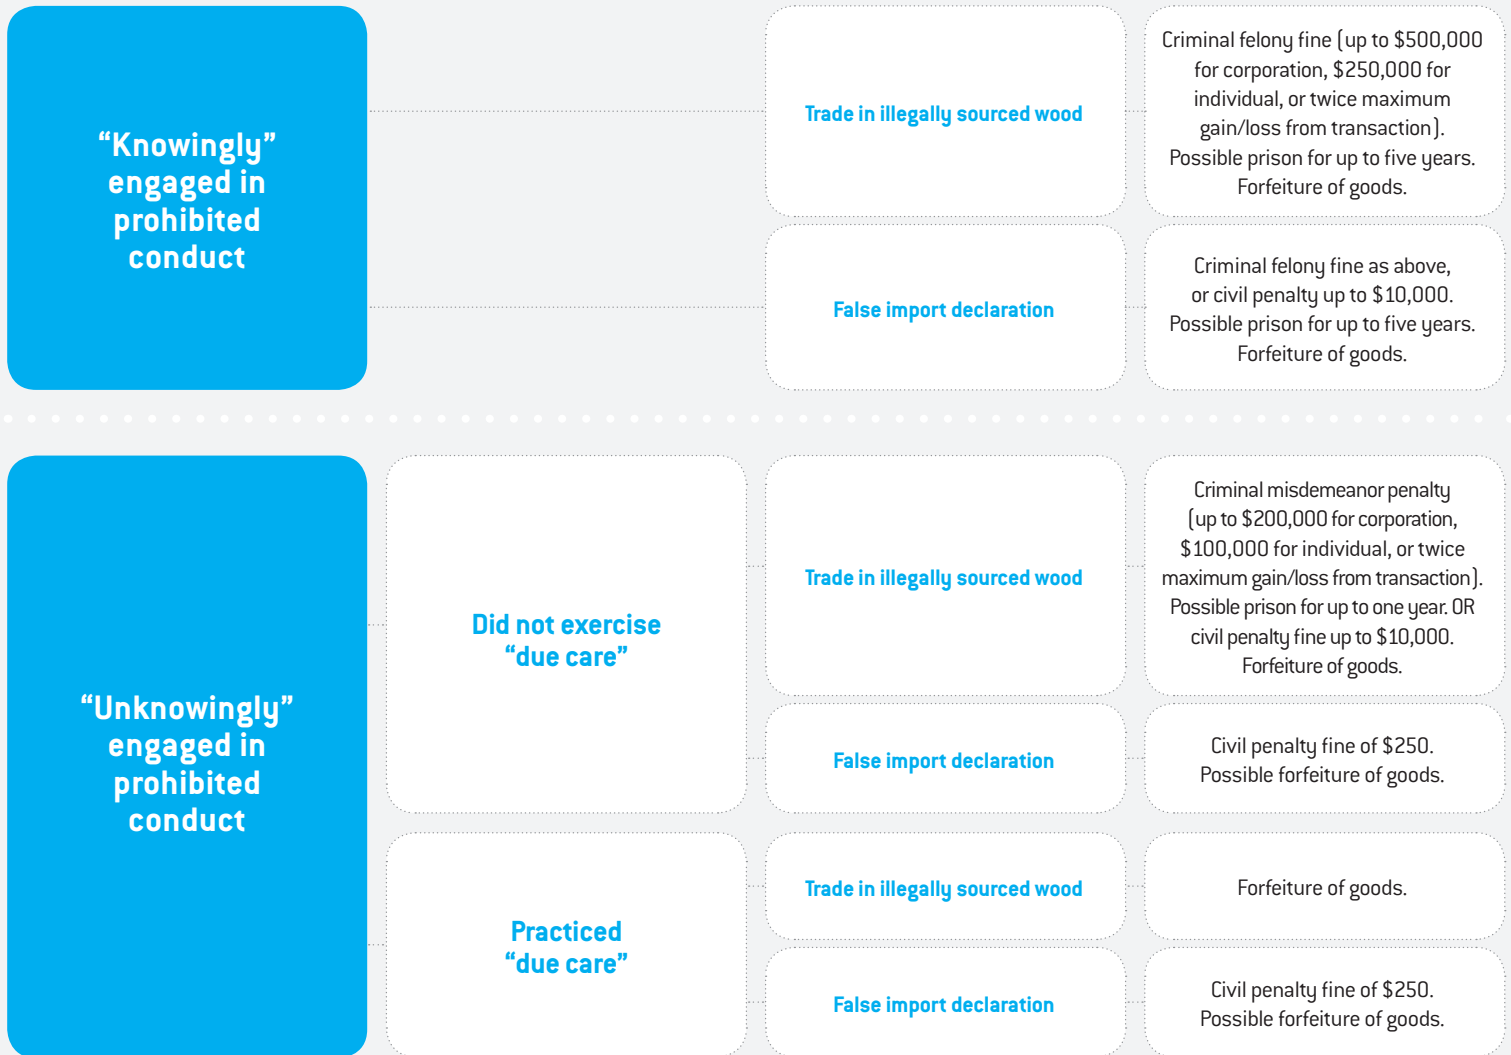 “Knowingly”
engaged in
prohibited
conduct
Trade in illegally sourced wood
Criminal felony fine (up to $500,000
for corporation, $250,000 for
individual, or twice maximum
gain/loss from transaction).
Possible prison for up to five years.
Forfeiture of goods.
False import declaration
Criminal felony fine as above,
or civil penalty up to $10,000.
Possible prison for up to five years.
Forfeiture of goods.
“Unknowingly”
engaged in
prohibited
conduct
Did not exercise
“due care”
Trade in illegally sourced wood
Criminal misdemeanor penalty
(up to $200,000 for corporation,
$100,000 for individual, or twice
maximum gain/loss from transaction).
Possible prison for up to one year. OR
civil penalty fine up to $10,000.
Forfeiture of goods.
False import declaration
Civil penalty fine of $250.
Possible forfeiture of goods.
Practiced
“due care”
Trade in illegally sourced wood
Forfeiture of goods.
False import declaration
Civil penalty fine of $250.
Possible forfeiture of goods.